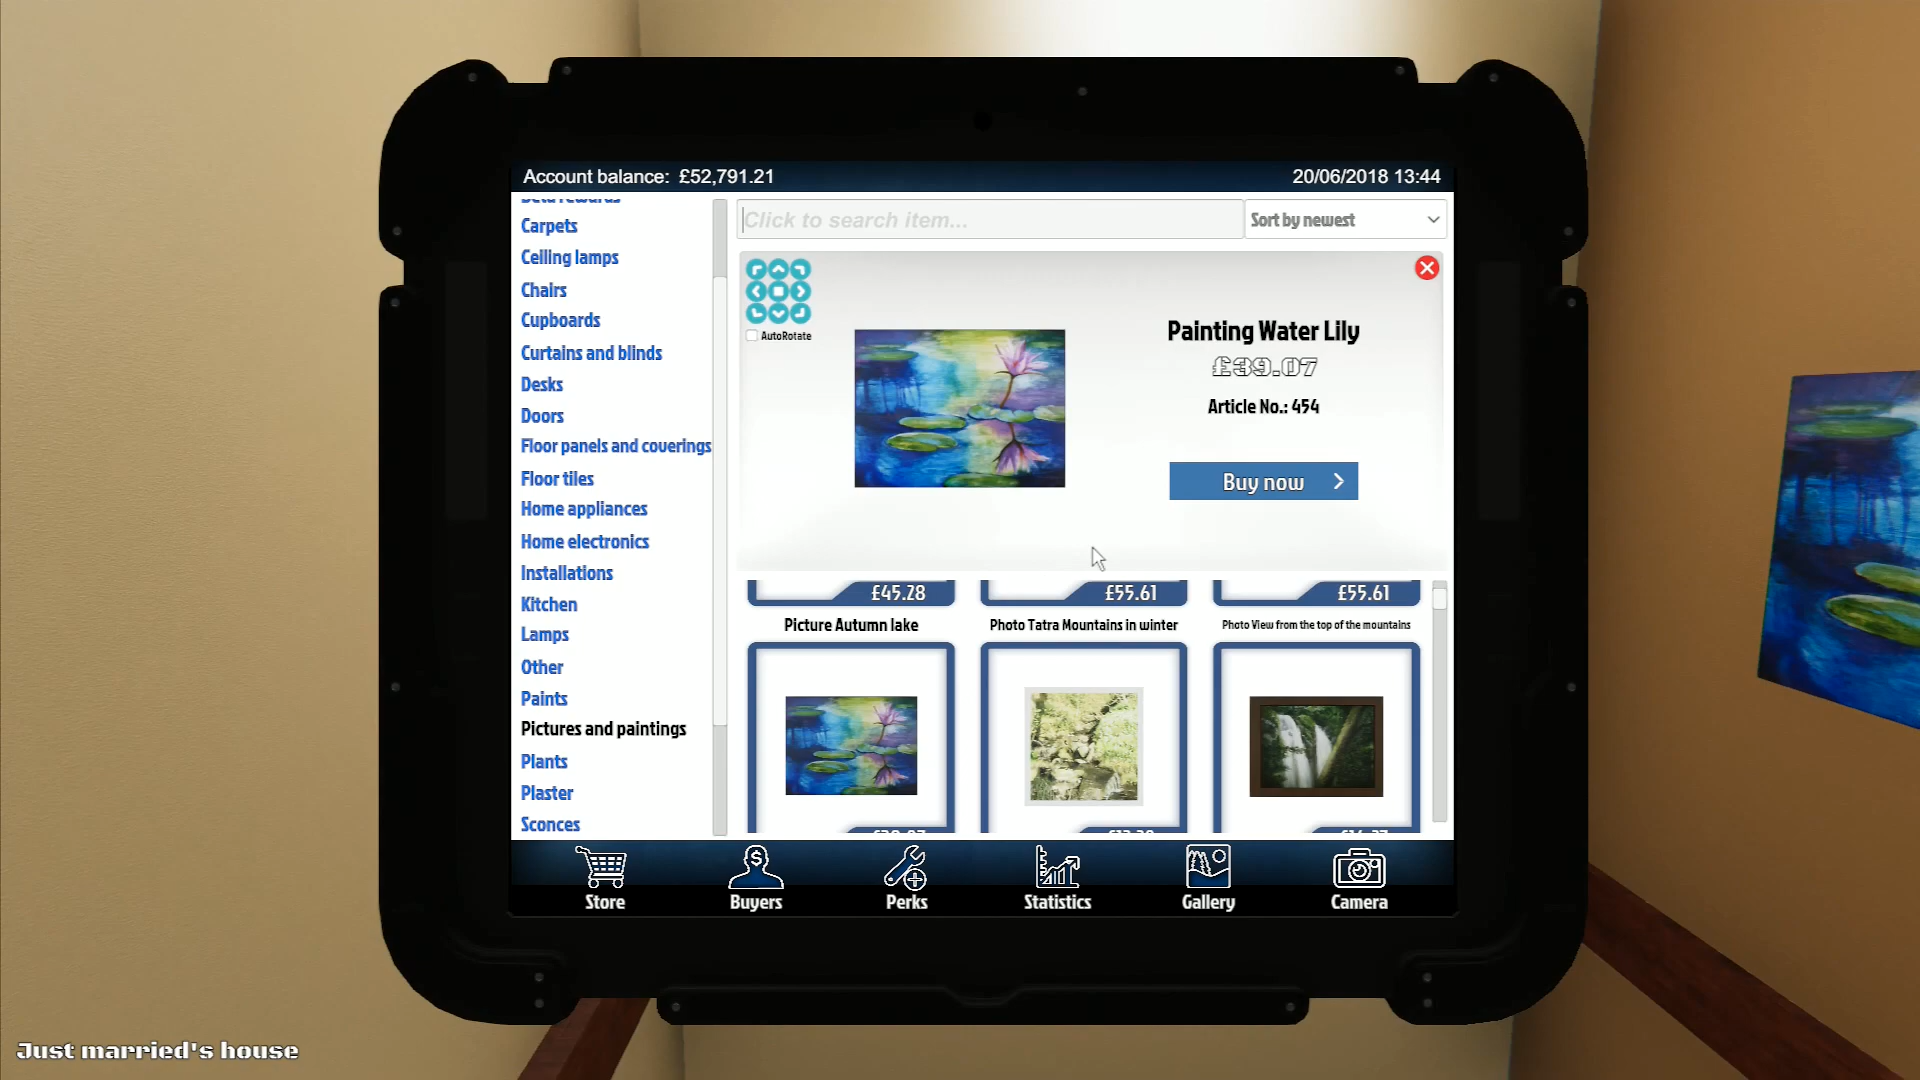 Account balance: £52,791.21
20/06/2018 13:44
Beta rewards
Carpets
Ceiling lamps
Chairs
Cupboards
Curtains and blinds
Desks
Doors
Floor panels and coverings
Floor tiles
Home appliances
Home electronics
Installations
Kitchen
Lamps
Other
Paints
Pictures and paintings
Plants
Plaster
Sconces
Click to search item...
Sort by newest
AutoRotate
Painting Water Lily
£39.07
Article No.: 454
Buy now
£45.28
£55.61
£55.61
Picture Autumn lake
Photo Tatra Mountains in winter
Photo View from the top of the mountains
Store
Buyers
Perks
Statistics
Gallery
Camera
Just married's house